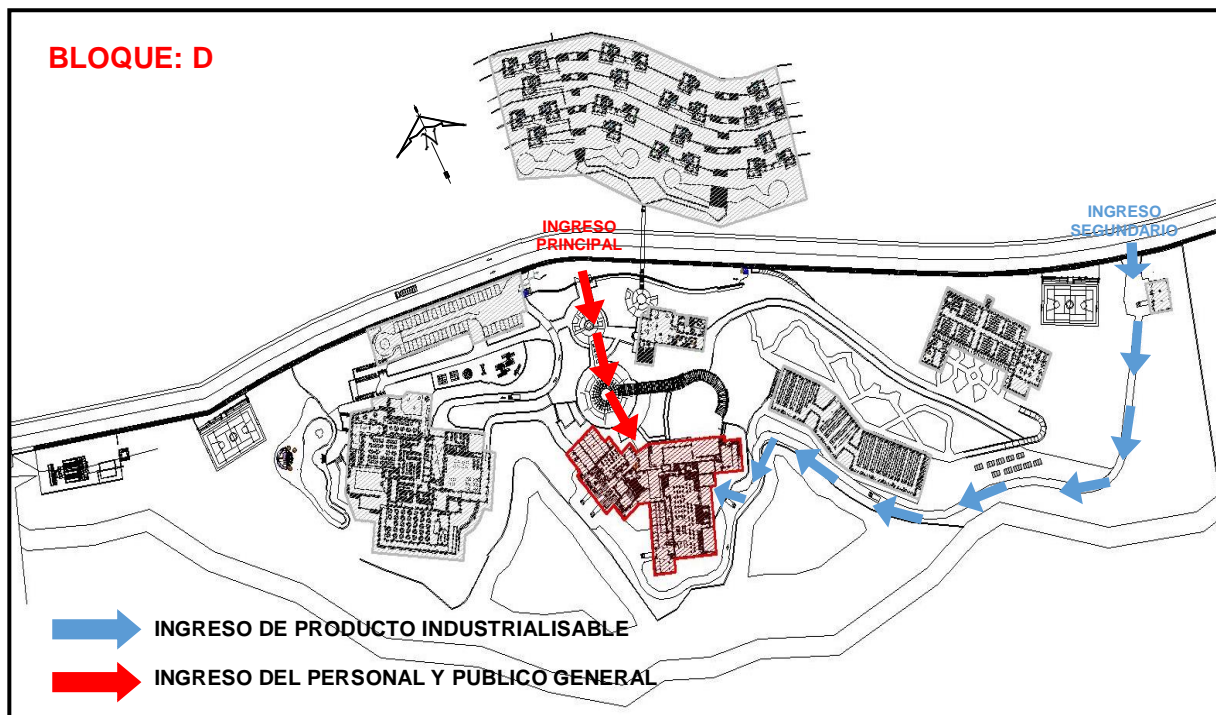 BLOQUE: D
INGRESO
PRINCIPAL
INGRESO
SEGUNDARIO
INGRESO DE PRODUCTO INDUSTRIALISABLE
INGRESO DEL PERSONAL Y PUBLICO GENERAL